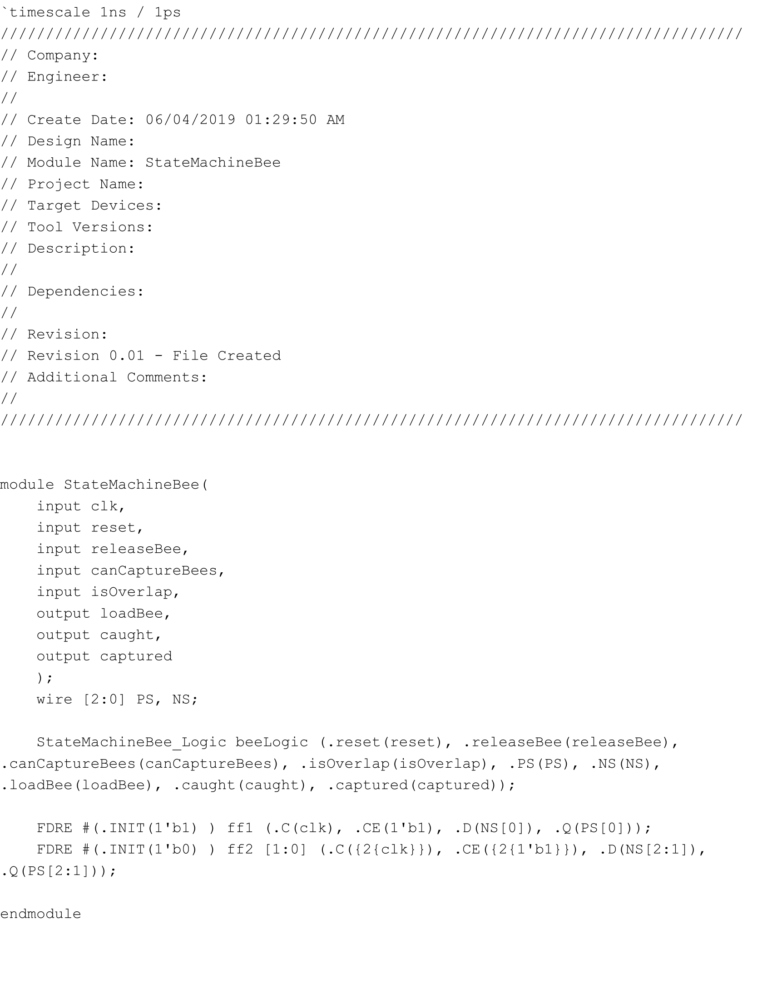 `timescale 1ns / 1ps
//////////////////////////////////////////////////////////////////////////////////
// Company:
// Engineer:
//
// Create Date: 06/04/2019 01:29:50 AM
// Design Name:
// Module Name: StateMachineBee
// Project Name:
// Target Devices:
// Tool Versions:
// Description:
//
// Dependencies:
//
// Revision:
// Revision 0.01 - File Created
// Additional Comments:
//
//////////////////////////////////////////////////////////////////////////////////
module StateMachineBee(
    input clk,
    input reset,
    input releaseBee,
    input canCaptureBees,
    input isOverlap,
    output loadBee,
    output caught,
    output captured
    );
    wire [2:0] PS, NS;
    StateMachineBee_Logic beeLogic (.reset(reset), .releaseBee(releaseBee),
.canCaptureBees(canCaptureBees), .isOverlap(isOverlap), .PS(PS), .NS(NS),
.loadBee(loadBee), .caught(caught), .captured(captured));
    FDRE #(.INIT(1'b1) ) ff1 (.C(clk), .CE(1'b1), .D(NS[0]), .Q(PS[0]));
    FDRE #(.INIT(1'b0) ) ff2 [1:0] (.C({2{clk}}), .CE({2{1'b1}}), .D(NS[2:1]),
.Q(PS[2:1]));
endmodule